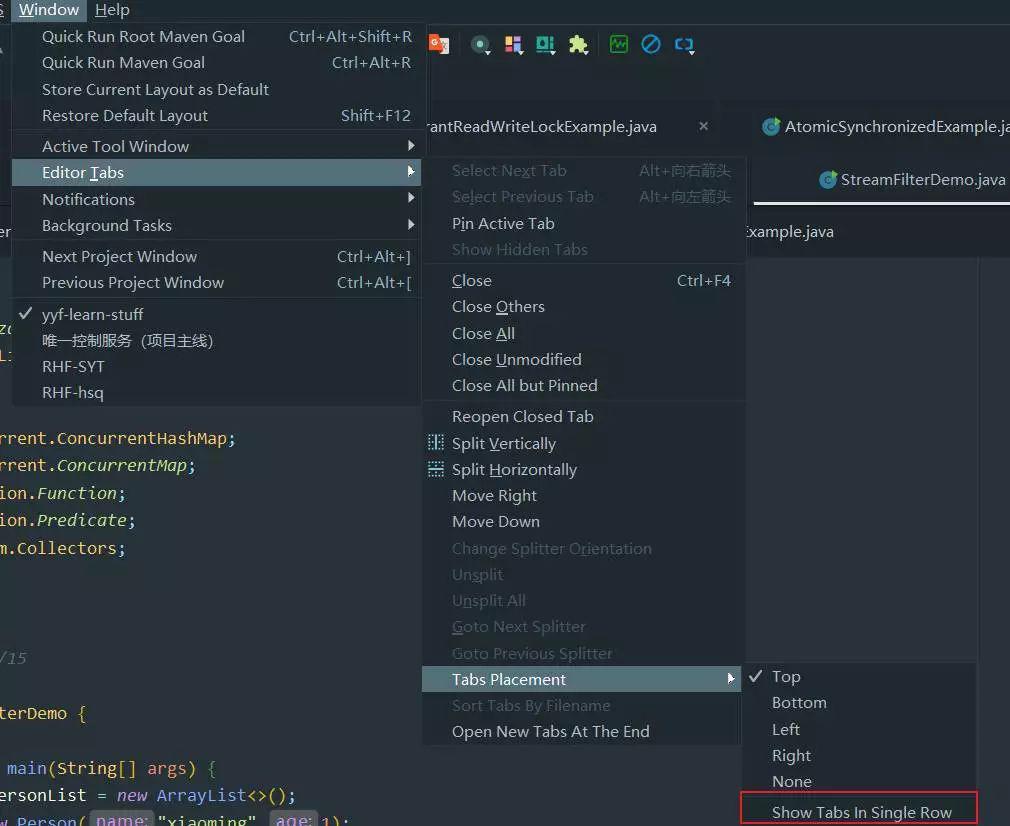 Window Help
Quick Run Root Maven Goal Ctrl+Alt+Shift+R
Quick Run Maven Goal Ctrl+Alt+R
Store Current Layout as Default
Restore Default Layout Shift+F12
Active Tool Window
Editor Tabs
Notifications
Background Tasks
Next Project Window Ctrl+Alt+]
Previous Project Window Ctrl+Alt+[
yyf-learn-stuff
唯一控制服务（项目主线）
RHF-SYT
RHF-hsq
rantReadWriteLockExample.java
AtomicSynchronizedExample.ja
StreamFilterDemo.java
Example.java
Select Next Tab Alt+向右箭头
Select Previous Tab Alt+向左箭头
Pin Active Tab
Show Hidden Tabs
Close Ctrl+F4
Close Others
Close All
Close Unmodified
Close All but Pinned
Reopen Closed Tab
Split Vertically
Split Horizontally
Move Right
Move Down
Change Splitter Orientation
Unsplit
Unsplit All
Goto Next Splitter
Goto Previous Splitter
Tabs Placement
Sort Tabs By Filename
Open New Tabs At The End
Top
Bottom
Left
Right
None
Show Tabs In Single Row
rrent.ConcurrentHashMap;
rrent.ConcurrentMap;
ion.Function;
ion.Predicate;
m.Collectors;
/15
terDemo {
main(String[] args) {
ersonList = new ArrayList<>();
w Person( name: "xiaoming", age: 1);